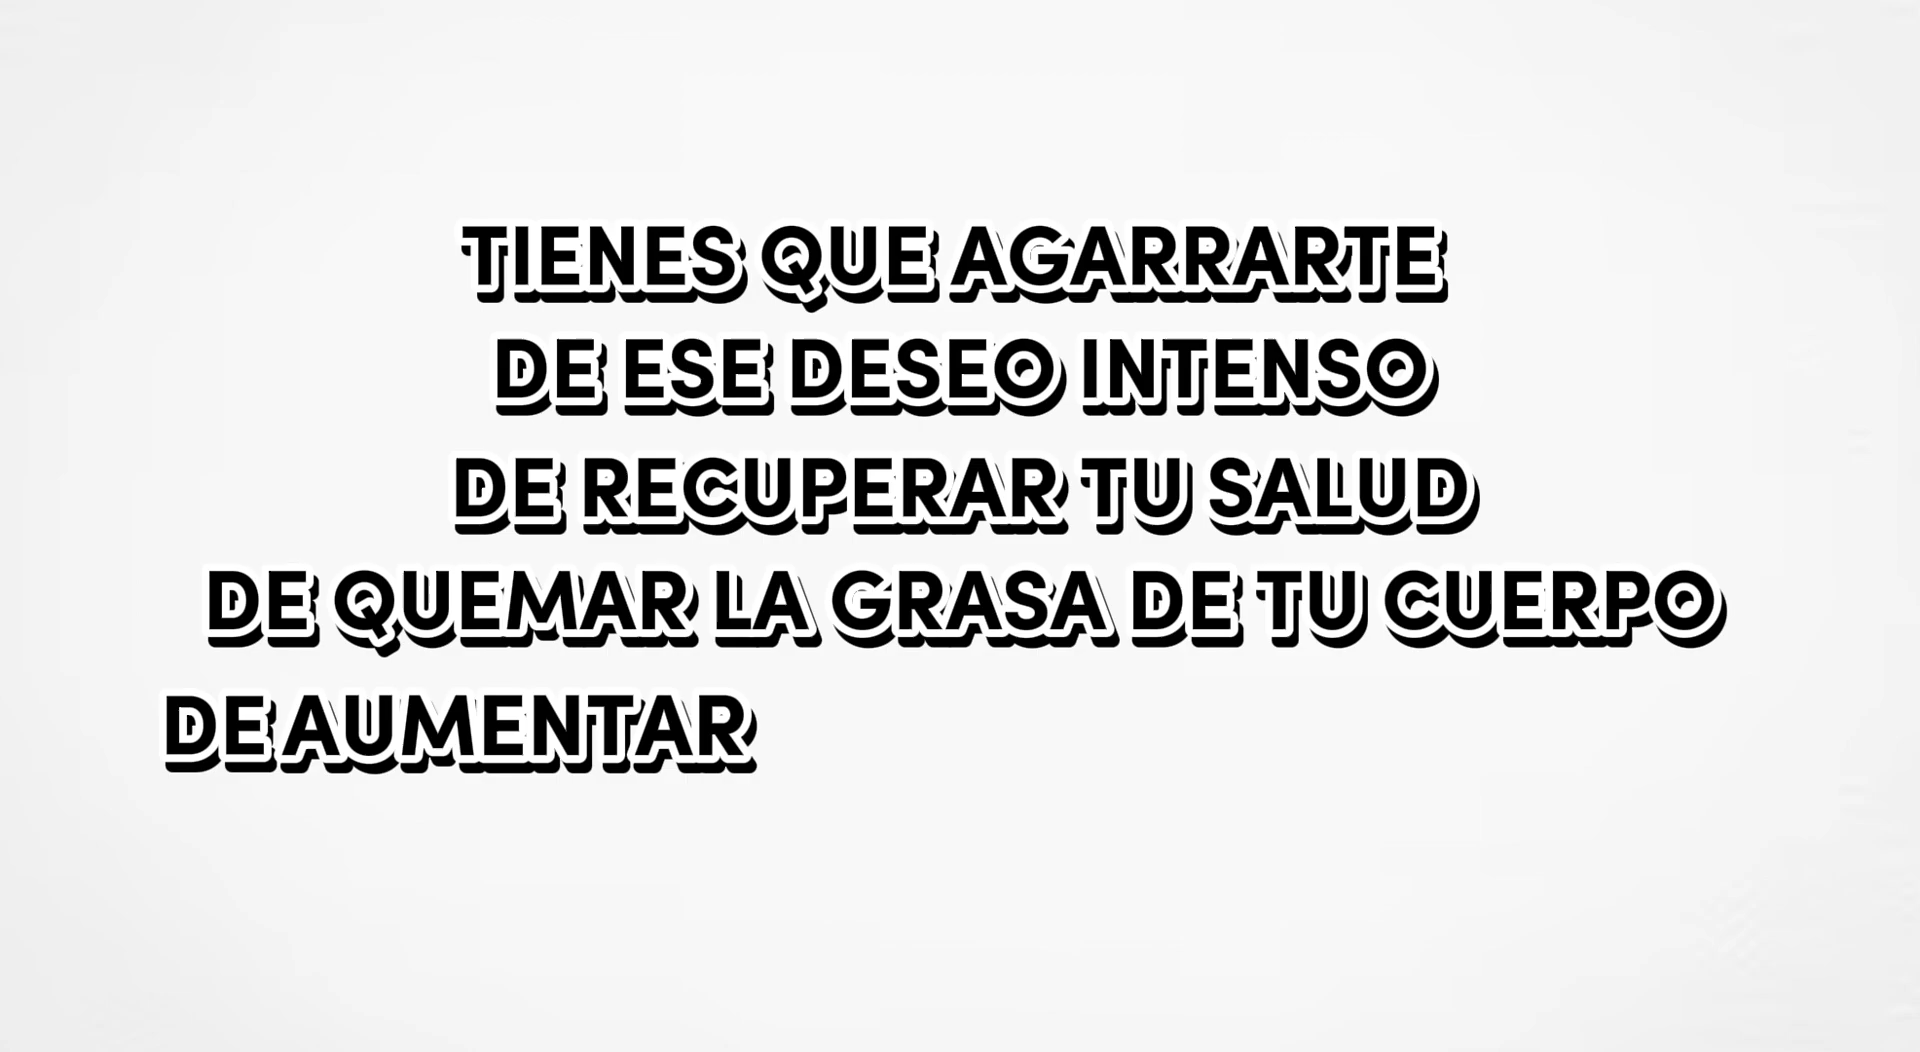 TIENES QUE AGARRARTE
DE ESE DESEO INTENSO
DE RECUPERAR TU SALUD
DE QUEMAR LA GRASA DE TU CUERPO
DE AUMENTAR